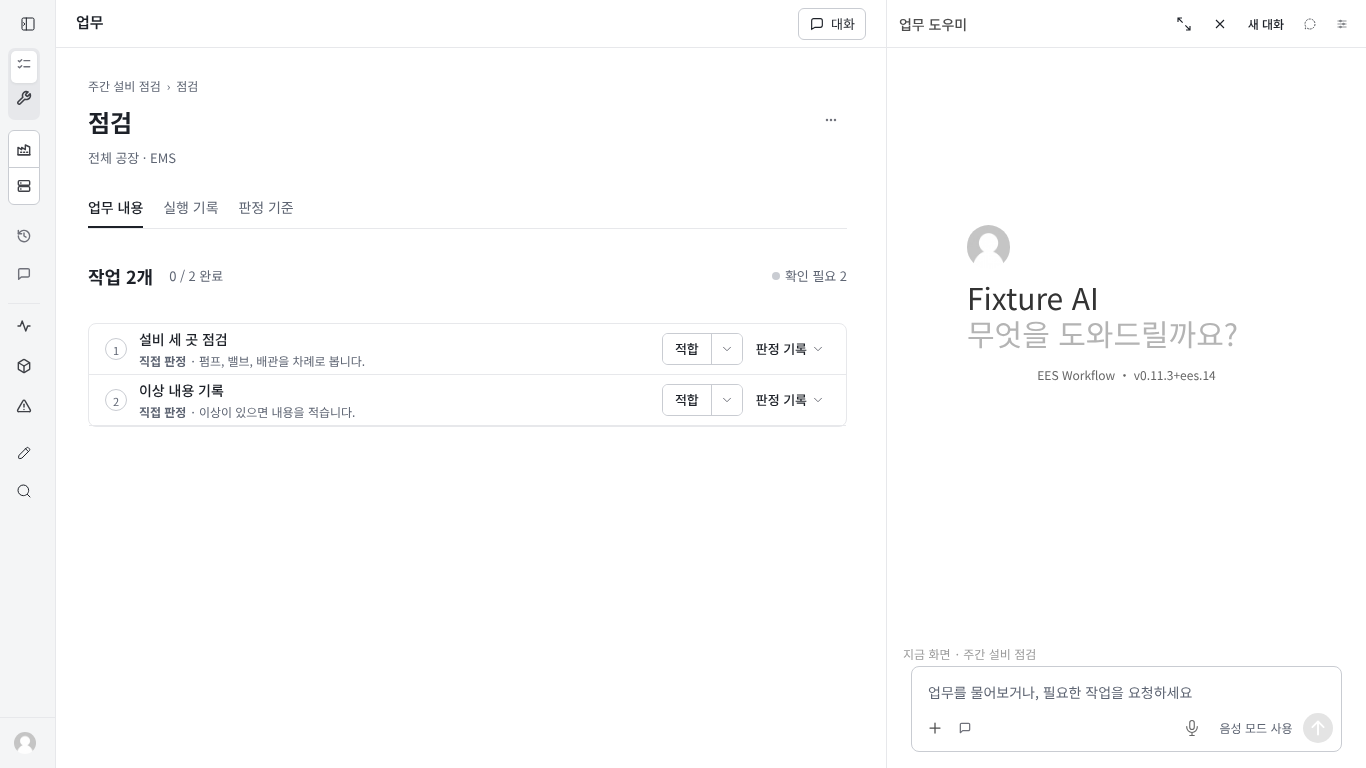 업무
대화
주간 설비 점검 › 점검
점검
전체 공장 · EMS
업무 내용 실행 기록 판정 기준
작업 2개 0 / 2 완료 확인 필요 2
1 설비 세 곳 점검
직접 판정 · 펌프, 밸브, 배관을 차례로 봅니다.
적합 판정 기록
2 이상 내용 기록
직접 판정 · 이상이 있으면 내용을 적습니다.
적합 판정 기록
업무 도우미 새 대화
Fixture AI
무엇을 도와드릴까요?
EES Workflow • v0.11.3+ees.14
지금 화면 · 주간 설비 점검
업무를 물어보거나, 필요한 작업을 요청하세요
음성 모드 사용